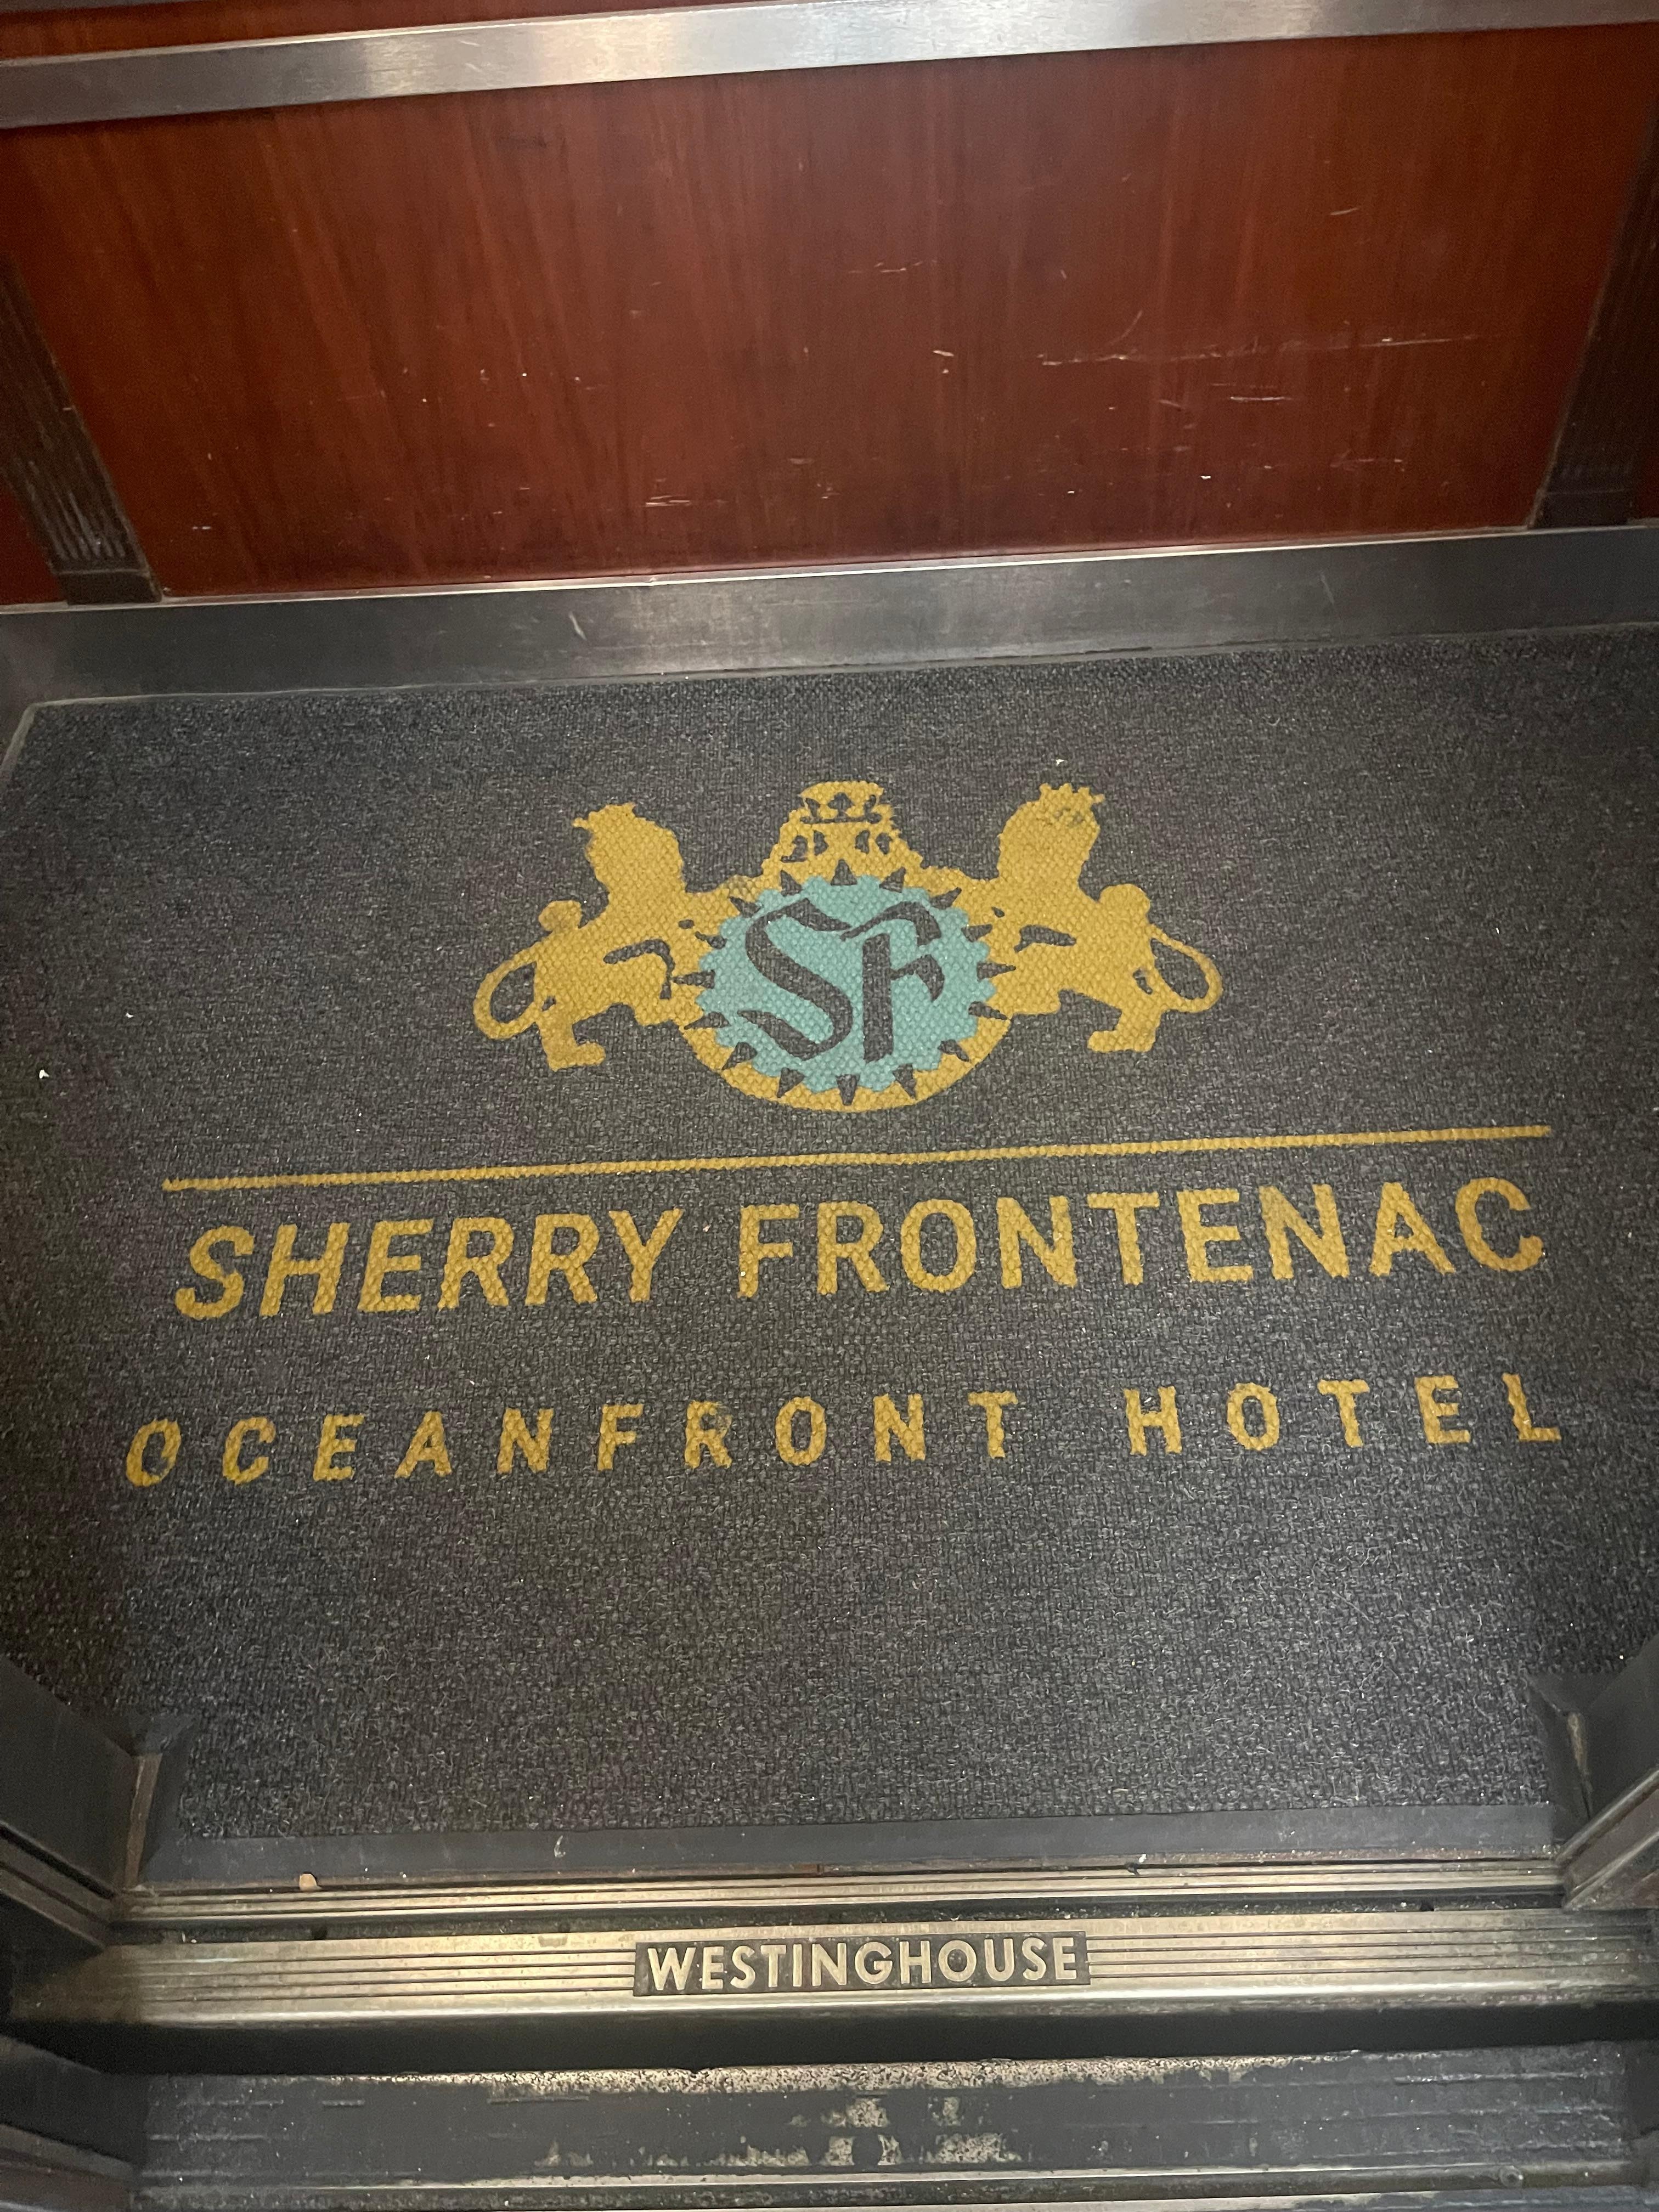 SF
SHERRY FRONTENAC
OCEANFRONT HOTEL
WESTINGHOUSE